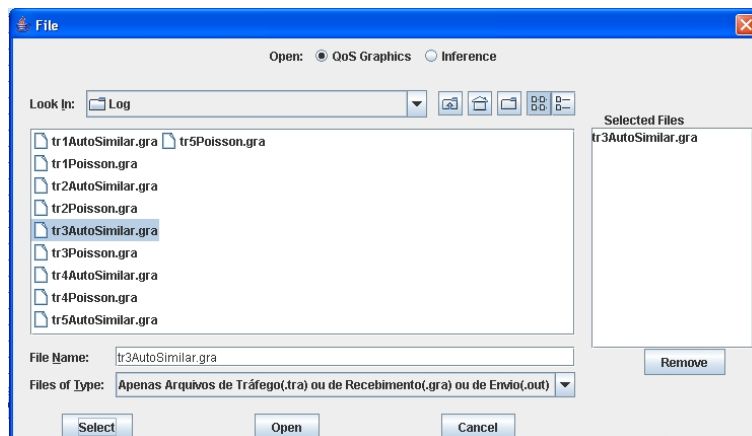 File
Open: QoS Graphics Inference
Look In: Log
Selected Files
tr3AutoSimilar.gra
tr1AutoSimilar.gra tr5Poisson.gra
tr1Poisson.gra
tr2AutoSimilar.gra
tr2Poisson.gra
tr3AutoSimilar.gra
tr3Poisson.gra
tr4AutoSimilar.gra
tr4Poisson.gra
tr5AutoSimilar.gra
File Name: tr3AutoSimilar.gra
Remove
Files of Type: Apenas Arquivos de Tráfego(.tra) ou de Recebimento(.gra) ou de Envio(.out)
Select Open Cancel